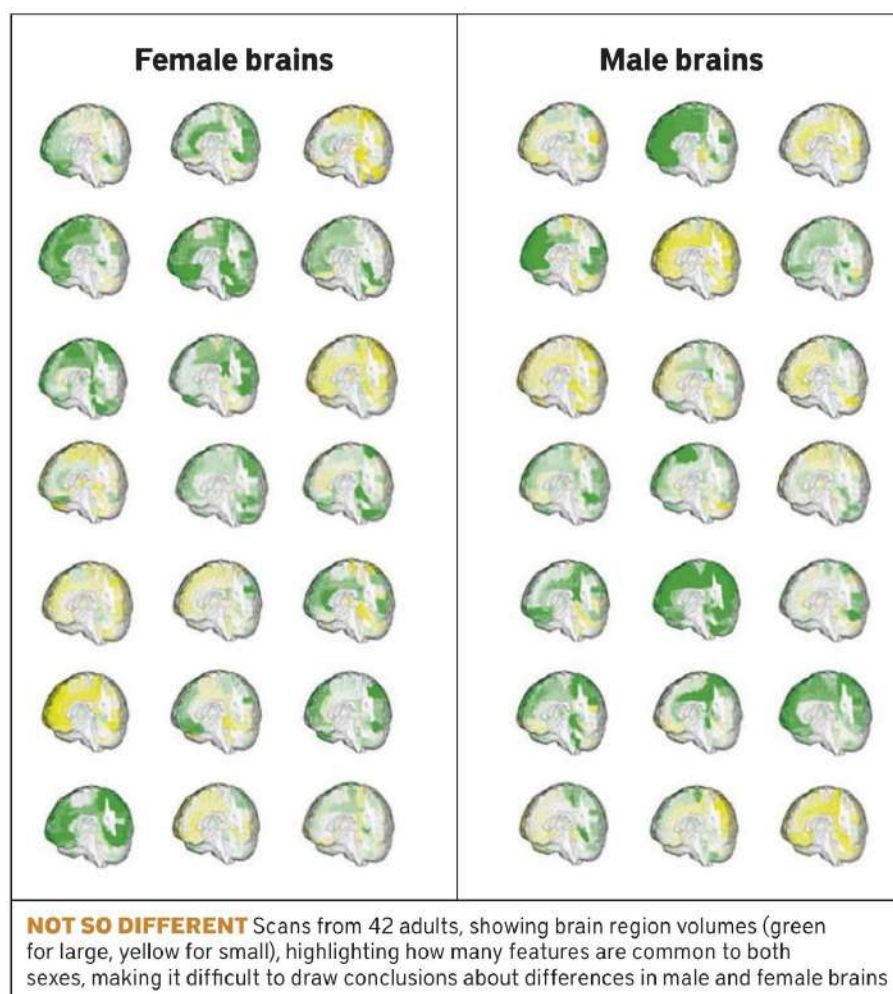 Female brains
Male brains
NOT SO DIFFERENT Scans from 42 adults, showing brain region volumes (green
for large, yellow for small), highlighting how many features are common to both
sexes, making it difficult to draw conclusions about differences in male and female brains